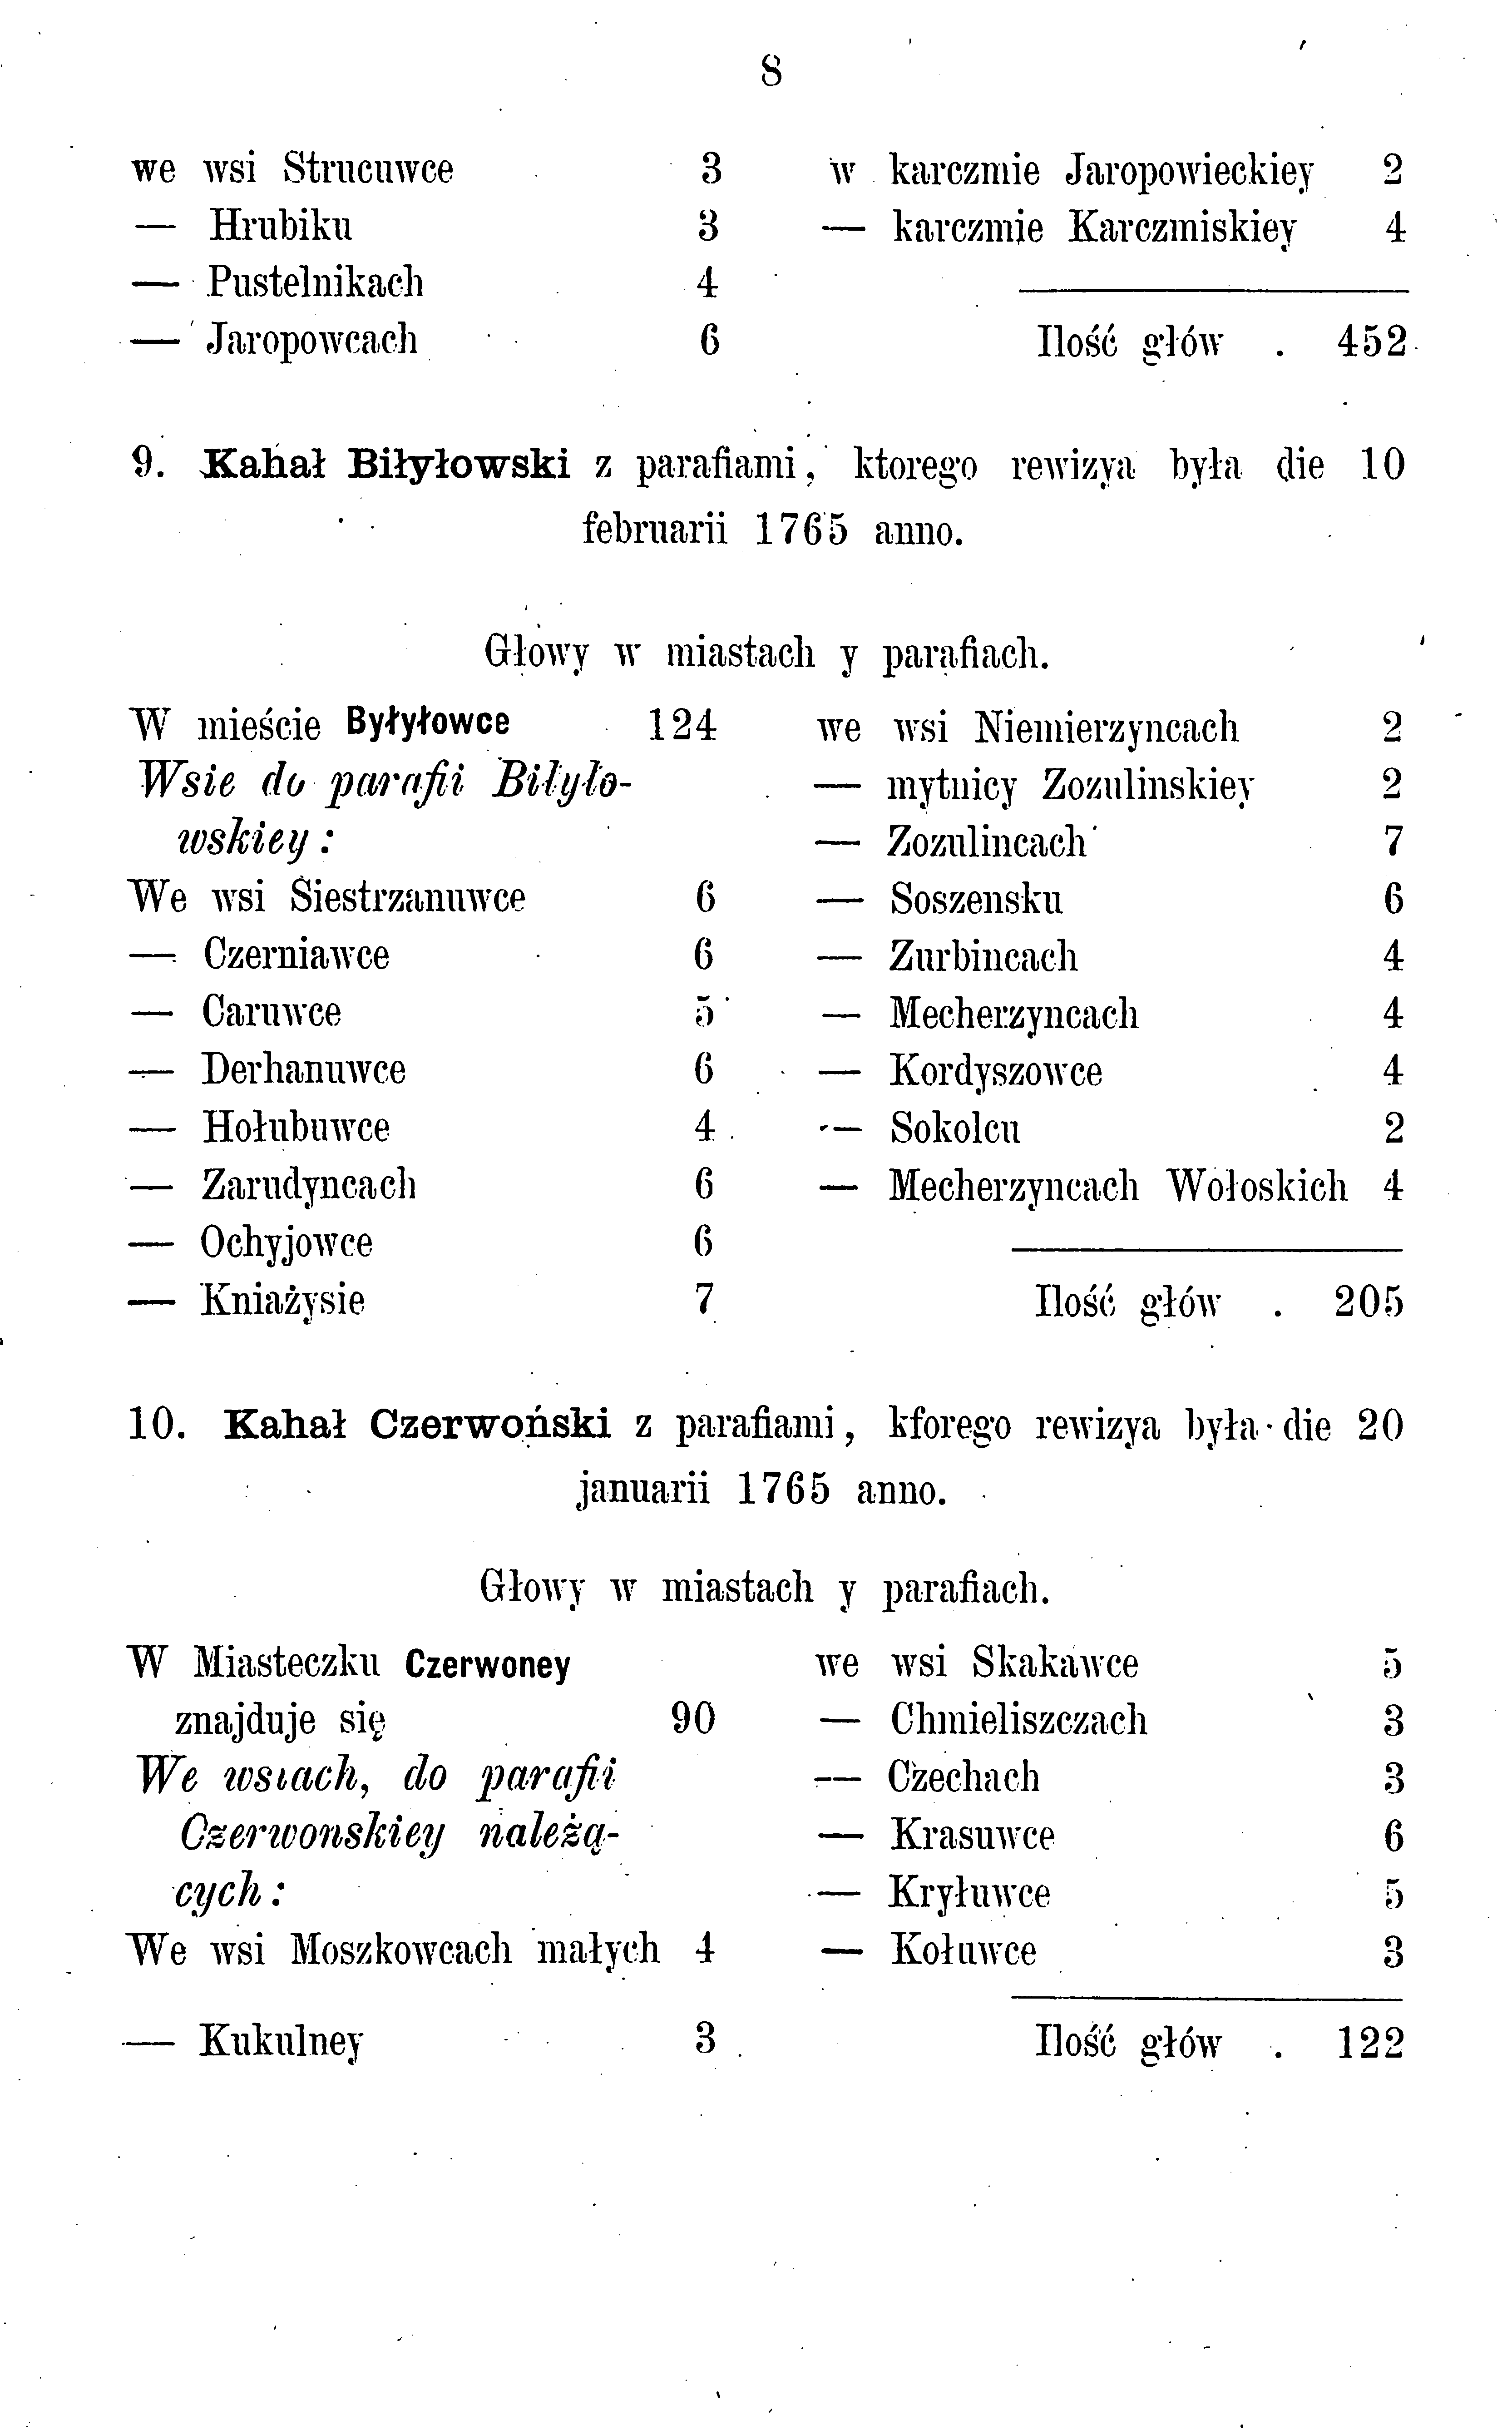 8
we wsi Strucuwce 3
— Hrubiku 3
— Pustelnikach 4
— Jaropowcach 6
w karczmie Jaropowieckiey 2
— karczmie Karczmiskiey 4
Ilość głów . 452
9. Kahał Biłyłowski z parafiami, ktorego rewizya była die 10
februarii 1765 anno.
Głowy w miastach y parafiach.
W mieście Byłyłowce 124
Wsie do parafii Biłyło-
wskiey:
We wsi Siestrzanuwce 6
— Czerniawce 6
— Caruwce 5
— Derhanuwce 6
— Hołubuwce 4
— Zarudyncach 6
— Ochyjowce 6
— Kniażysie 7
we wsi Niemierzyncach 2
— mytnicy Zozulinskiey 2
— Zozulincach 7
— Soszensku 6
— Zurbincach 4
— Mecherzyncach 4
— Kordyszowce 4
— Sokolcu 2
— Mecherzyncach Wołoskich 4
Ilość głów . 205
10. Kahał Czerwoński z parafiami, kforego rewizya była die 20
januarii 1765 anno.
Głowy w miastach y parafiach.
W Miasteczku Czerwoney
znajduje się 90
We wsiach, do parafii
Czerwonskiey należą-
cych:
We wsi Moszkowcach małych 4
— Kukulney 3
we wsi Skakawce 5
— Chmieliszczach 3
— Czechach 3
— Krasuwce 6
— Kryłuwce 5
— Kołuwce 3
Ilość głów . 122